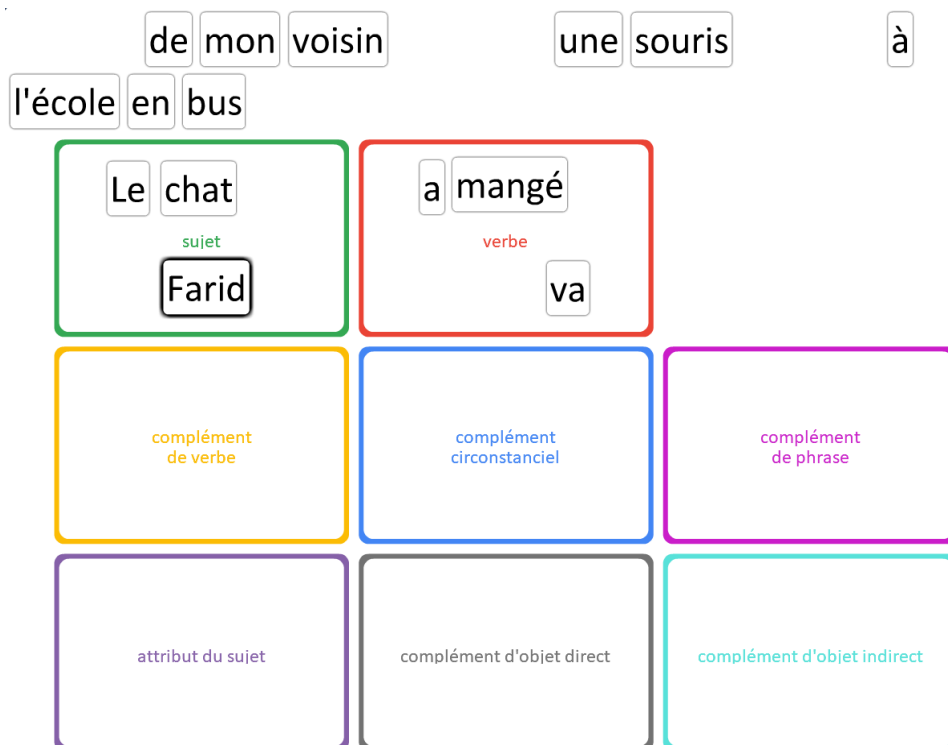 de mon voisin une souris à
l'école en bus
Le chat a mangé
sujet verbe
Farid va
complément complément complément
de verbe circonstanciel de phrase
attribut du sujet complément d'objet direct complément d'objet indirect